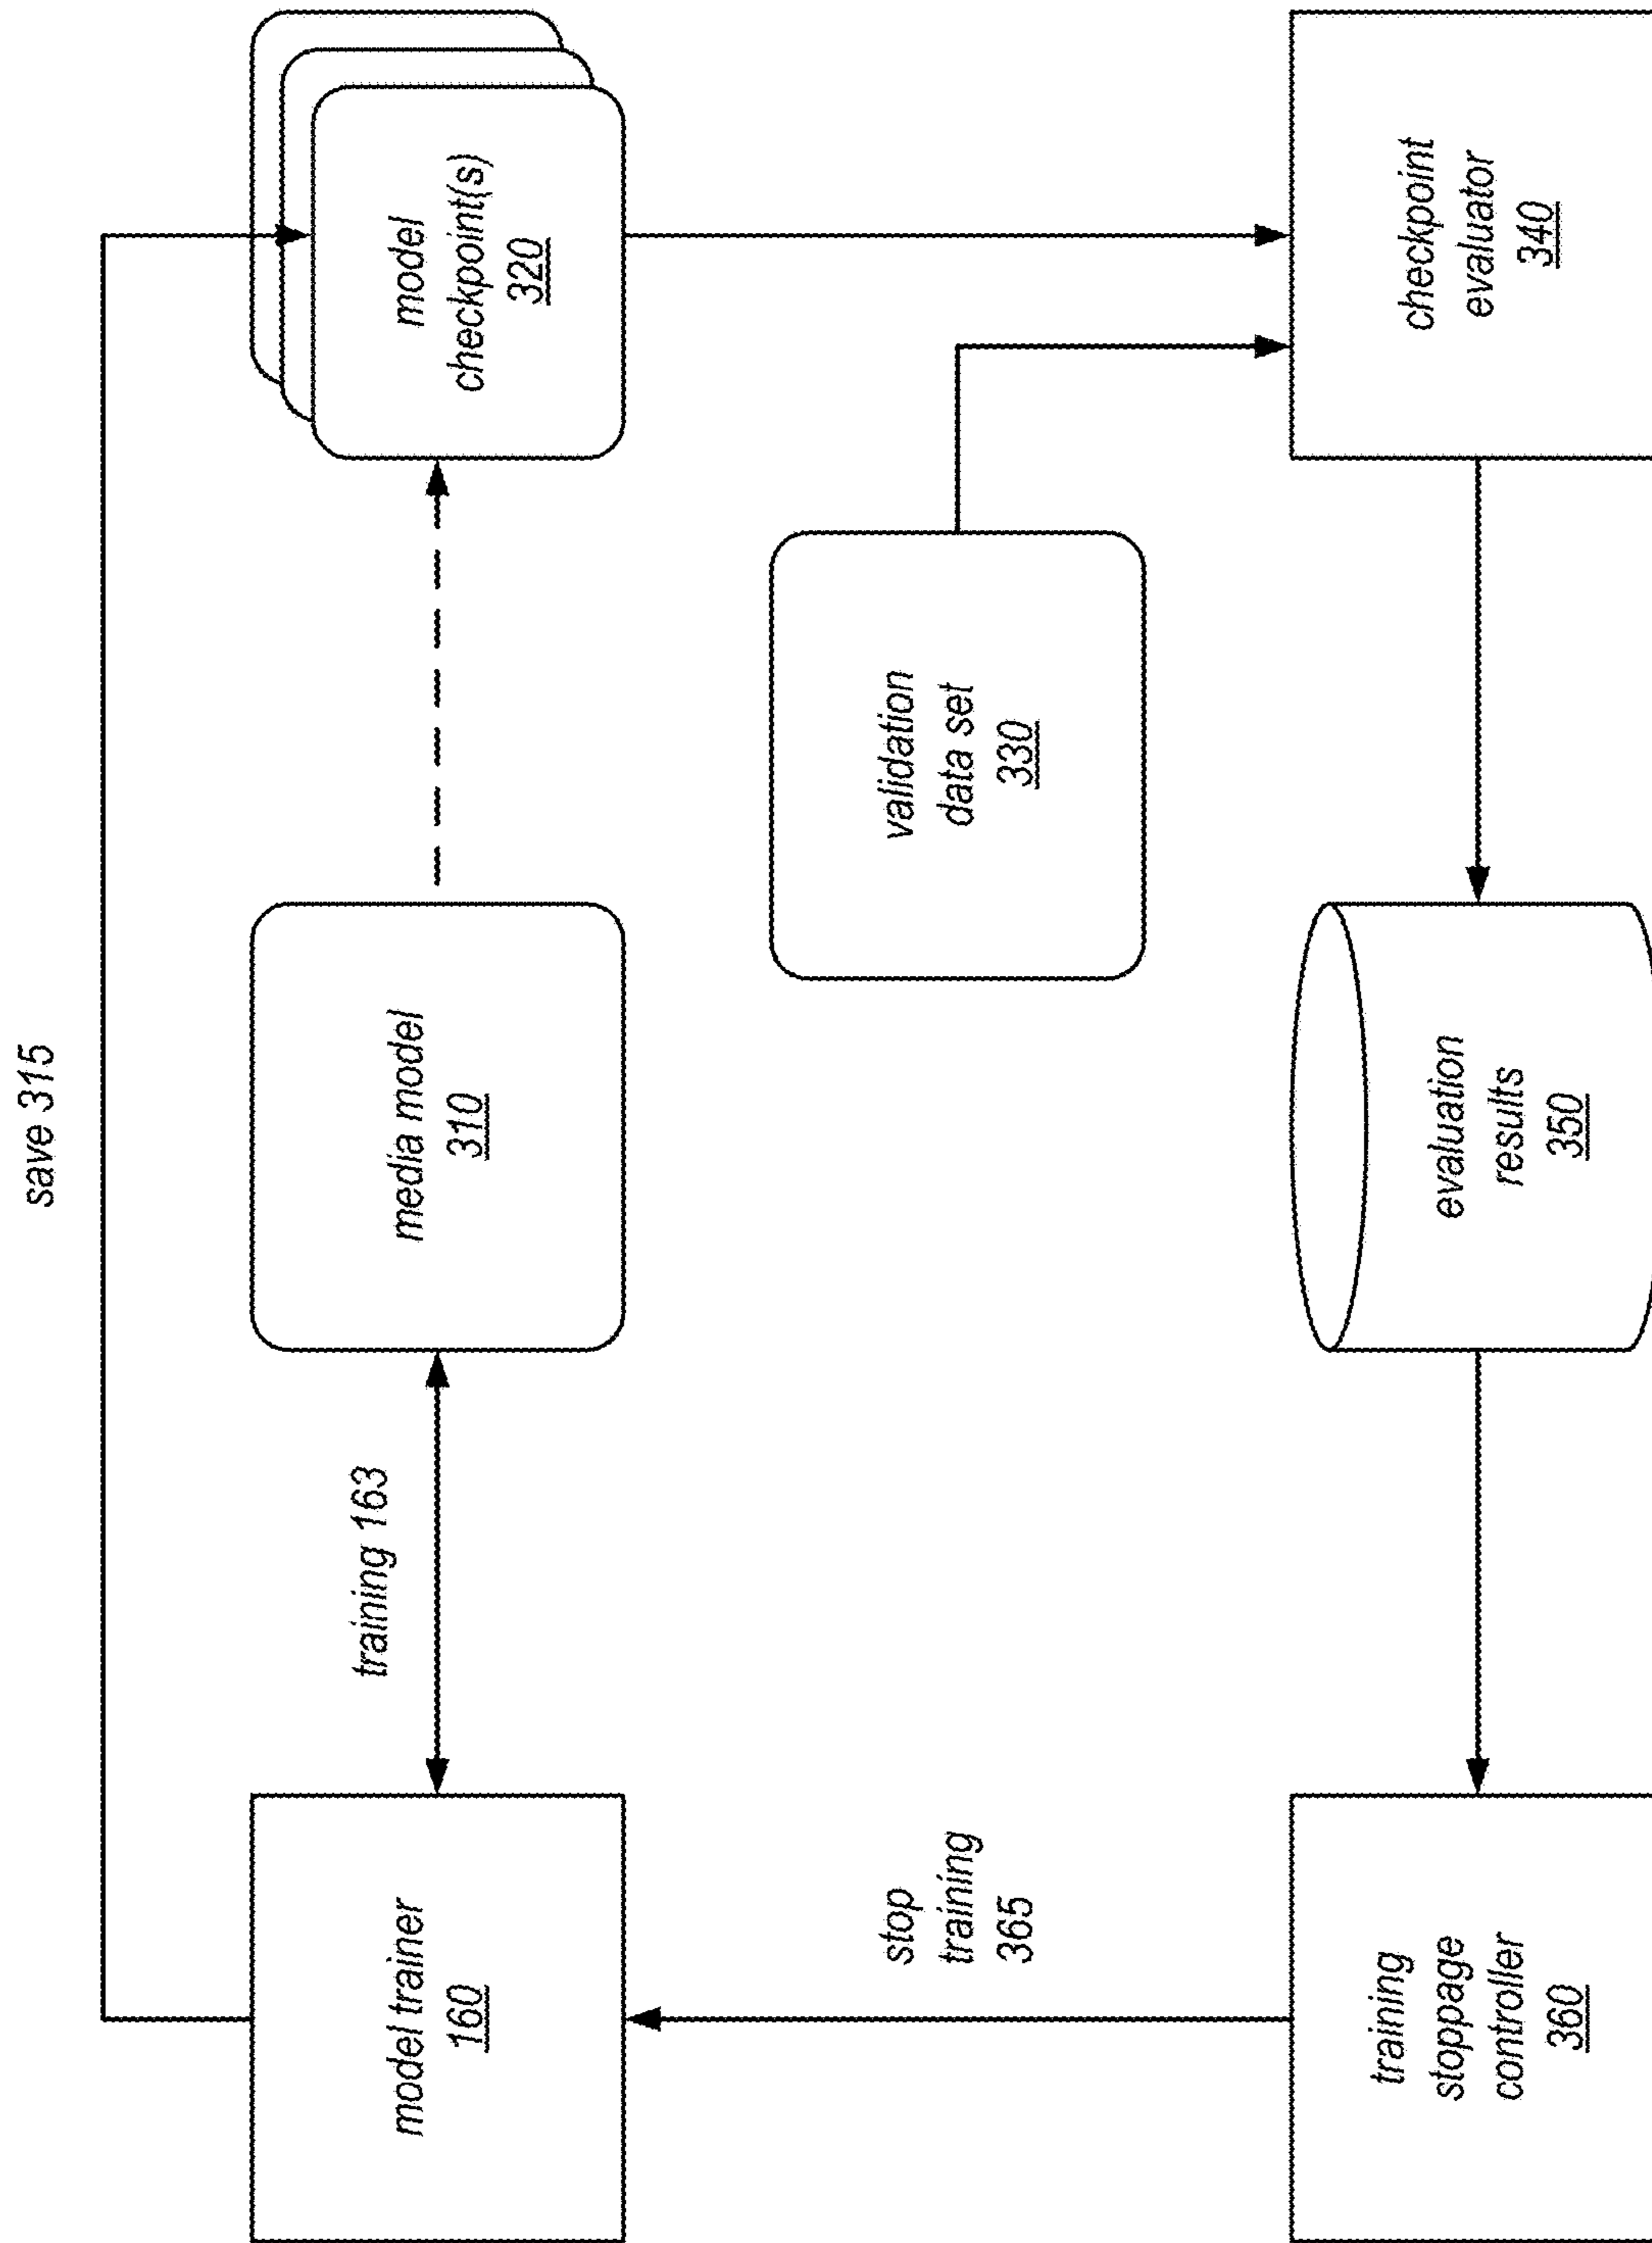 save 315
model trainer
160
training 163
media model
310
model
checkpoint(s)
320
stop
training
365
validation
data set
330
training
stoppage
controller
360
evaluation
results
350
checkpoint
evaluator
340